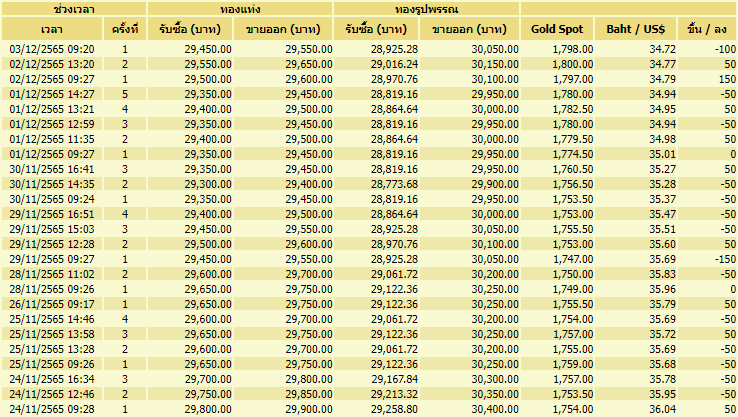 ช่วงเวลา ทองแท่ง ทองรูปพรรณ
เวลา ครั้งที่ รับซื้อ (บาท) ขายออก (บาท) รับซื้อ (บาท) ขายออก (บาท) Gold Spot Baht / US$ ขึ้น / ลง
03/12/2565 09:20 1 29,450.00 29,550.00 28,925.28 30,050.00 1,798.00 34.72 -100
02/12/2565 13:20 2 29,550.00 29,650.00 29,016.24 30,150.00 1,800.00 34.77 50
02/12/2565 09:27 1 29,500.00 29,600.00 28,970.76 30,100.00 1,797.00 34.79 150
01/12/2565 14:27 5 29,350.00 29,450.00 28,819.16 29,950.00 1,780.00 34.94 -50
01/12/2565 13:21 4 29,400.00 29,500.00 28,864.64 30,000.00 1,782.50 34.95 50
01/12/2565 12:59 3 29,350.00 29,450.00 28,819.16 29,950.00 1,780.00 34.94 -50
01/12/2565 11:35 2 29,400.00 29,500.00 28,864.64 30,000.00 1,779.50 34.98 50
01/12/2565 09:27 1 29,350.00 29,450.00 28,819.16 29,950.00 1,774.50 35.01 0
30/11/2565 16:41 3 29,350.00 29,450.00 28,819.16 29,950.00 1,760.50 35.27 50
30/11/2565 14:35 2 29,300.00 29,400.00 28,773.68 29,900.00 1,756.50 35.28 -50
30/11/2565 09:24 1 29,350.00 29,450.00 28,819.16 29,950.00 1,753.50 35.37 -50
29/11/2565 16:51 4 29,400.00 29,500.00 28,864.64 30,000.00 1,753.00 35.47 -50
29/11/2565 15:03 3 29,450.00 29,550.00 28,925.28 30,050.00 1,755.50 35.51 -50
29/11/2565 12:28 2 29,500.00 29,600.00 28,970.76 30,100.00 1,753.00 35.60 50
29/11/2565 09:27 1 29,450.00 29,550.00 28,925.28 30,050.00 1,747.00 35.69 -150
28/11/2565 11:02 2 29,600.00 29,700.00 29,061.72 30,200.00 1,750.00 35.83 -50
28/11/2565 09:26 1 29,650.00 29,750.00 29,122.36 30,250.00 1,749.00 35.96 0
26/11/2565 09:17 1 29,650.00 29,750.00 29,122.36 30,250.00 1,755.50 35.79 50
25/11/2565 14:46 4 29,600.00 29,700.00 29,061.72 30,200.00 1,754.00 35.69 -50
25/11/2565 13:58 3 29,650.00 29,750.00 29,122.36 30,250.00 1,757.00 35.72 50
25/11/2565 13:28 2 29,600.00 29,700.00 29,061.72 30,200.00 1,755.00 35.69 -50
25/11/2565 09:26 1 29,650.00 29,750.00 29,122.36 30,250.00 1,759.00 35.68 -50
24/11/2565 16:34 3 29,700.00 29,800.00 29,167.84 30,300.00 1,757.00 35.78 -50
24/11/2565 12:46 2 29,750.00 29,850.00 29,213.32 30,350.00 1,753.50 35.95 -50
24/11/2565 09:28 1 29,800.00 29,900.00 29,258.80 30,400.00 1,754.00 36.04 50